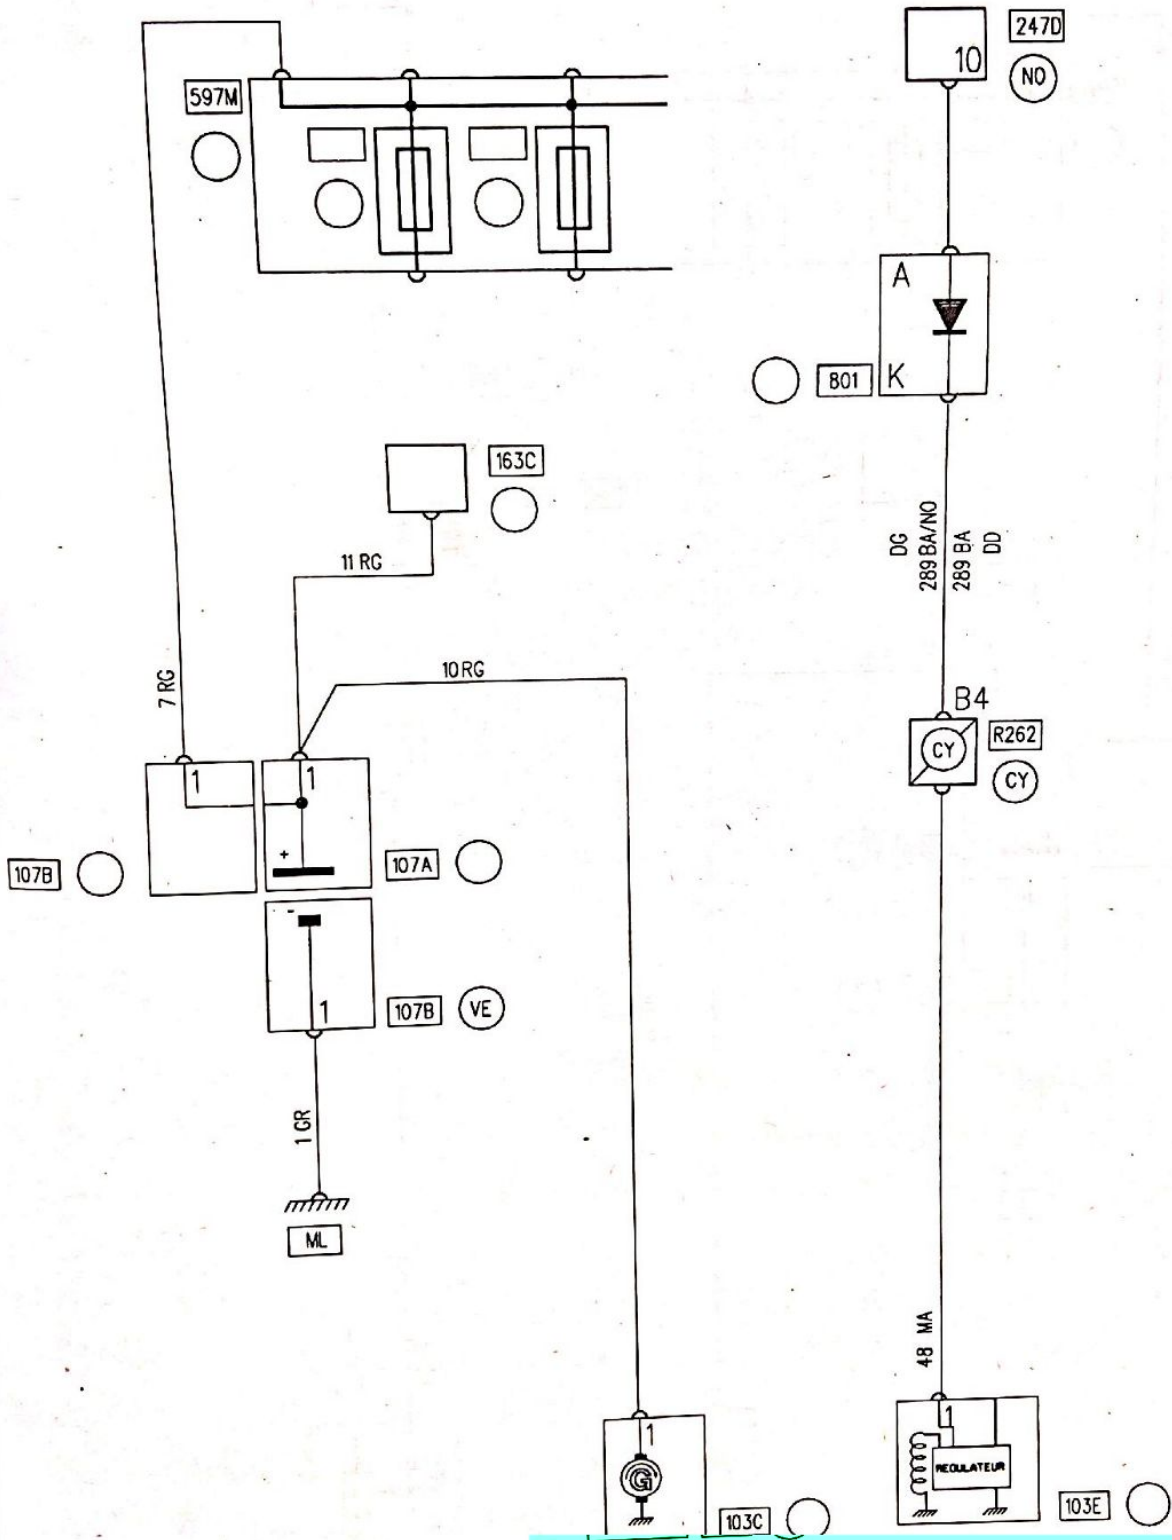 247D
10
NO
597M
A
K
801
163C
11 RG
DG
289 BA/NO
289 BA
DD
7 RG
10 RG
B4
CY
R262
CY
1
1
+
107B
107A
-
1
107B
VE
1 GR
ML
48 MA
1
G
103C
1
REGULATEUR
103E